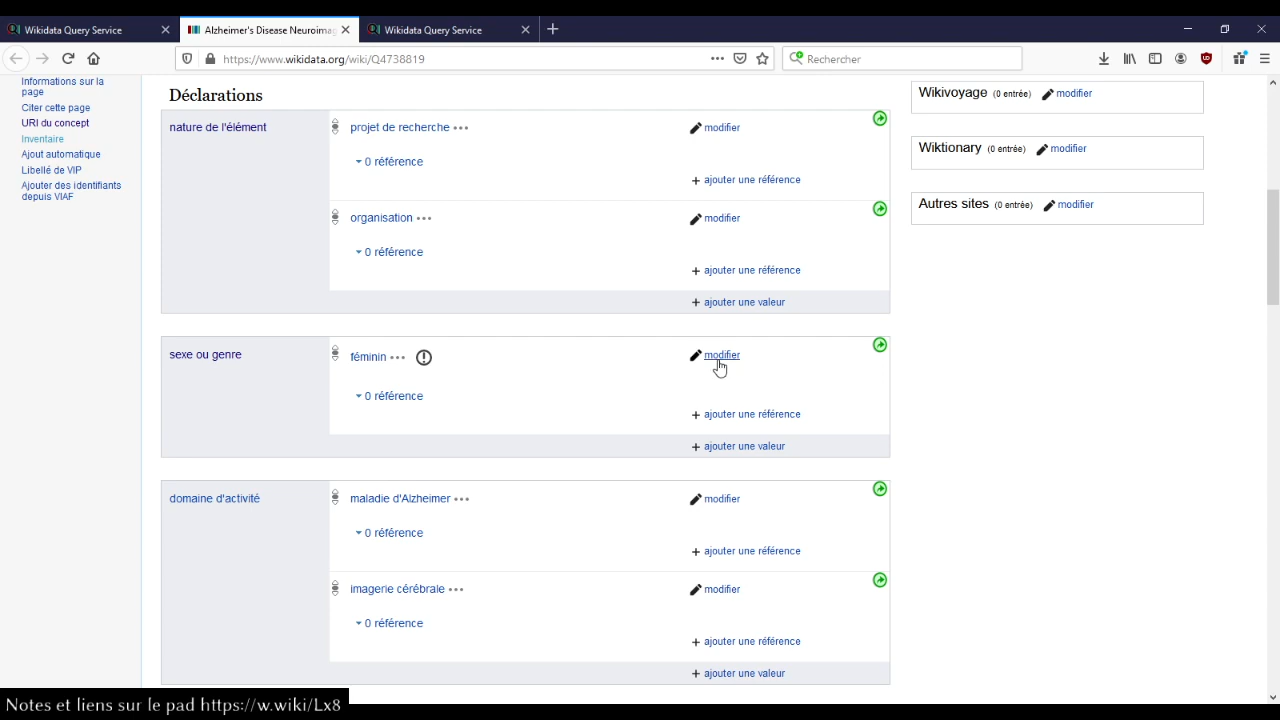 Wikidata Query Service
Alzheimer's Disease Neuroimag
Wikidata Query Service
https://www.wikidata.org/wiki/Q4738819
Rechercher
Informations sur la
page
Citer cette page
URI du concept
Inventaire
Ajout automatique
Libellé de VIP
Ajouter des identifiants
depuis VIAF
Déclarations
nature de l'élément
projet de recherche
modifier
0 référence
+ ajouter une référence
organisation
modifier
0 référence
+ ajouter une référence
+ ajouter une valeur
sexe ou genre
féminin
modifier
0 référence
+ ajouter une référence
+ ajouter une valeur
domaine d'activité
maladie d'Alzheimer
modifier
0 référence
+ ajouter une référence
imagerie cérébrale
modifier
0 référence
+ ajouter une référence
+ ajouter une valeur
Wikivoyage (0 entrée) modifier
Wiktionary (0 entrée) modifier
Autres sites (0 entrée) modifier
Notes et liens sur le pad https://w.wiki/Lx8